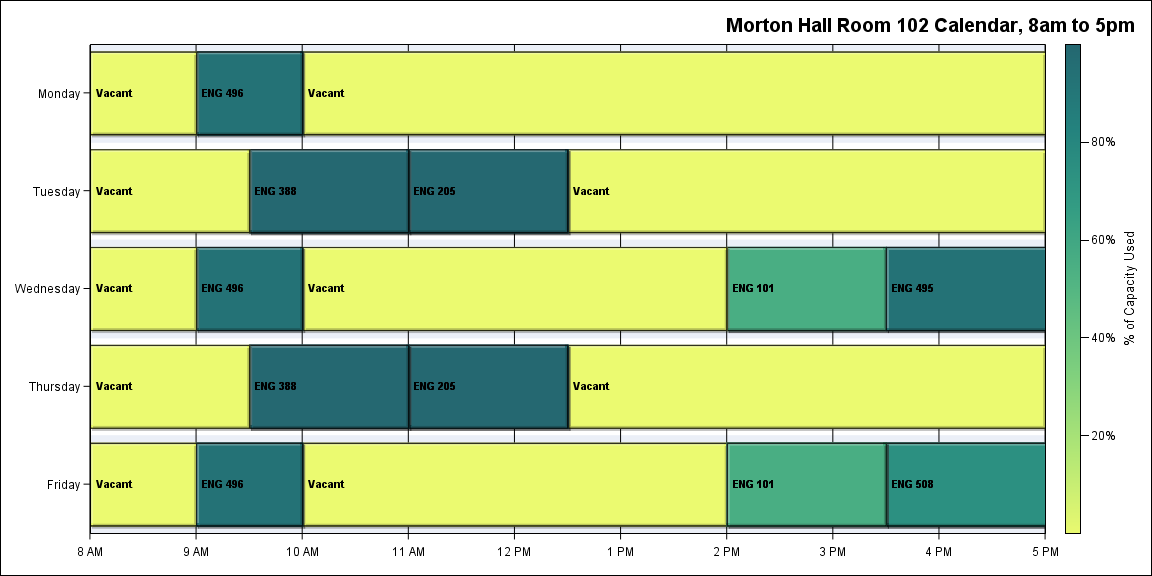 Morton Hall Room 102 Calendar, 8am to 5pm
Monday
Vacant
ENG 496
Vacant
Tuesday
Vacant
ENG 388
ENG 205
Vacant
Wednesday
Vacant
ENG 496
Vacant
ENG 101
ENG 495
Thursday
Vacant
ENG 388
ENG 205
Vacant
Friday
Vacant
ENG 496
Vacant
ENG 101
ENG 508
8 AM
9 AM
10 AM
11 AM
12 PM
1 PM
2 PM
3 PM
4 PM
5 PM
80%
60%
40%
20%
% of Capacity Used